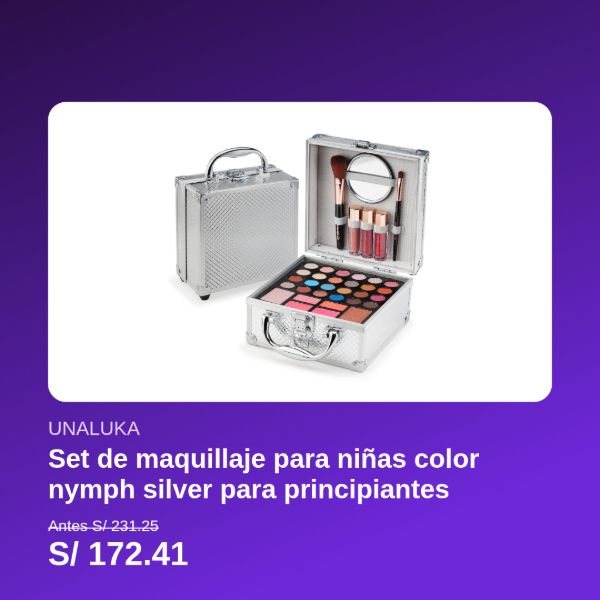 UNALUKA
Set de maquillaje para niñas color
nymph silver para principiantes
Antes S/ 231.25
S/ 172.41